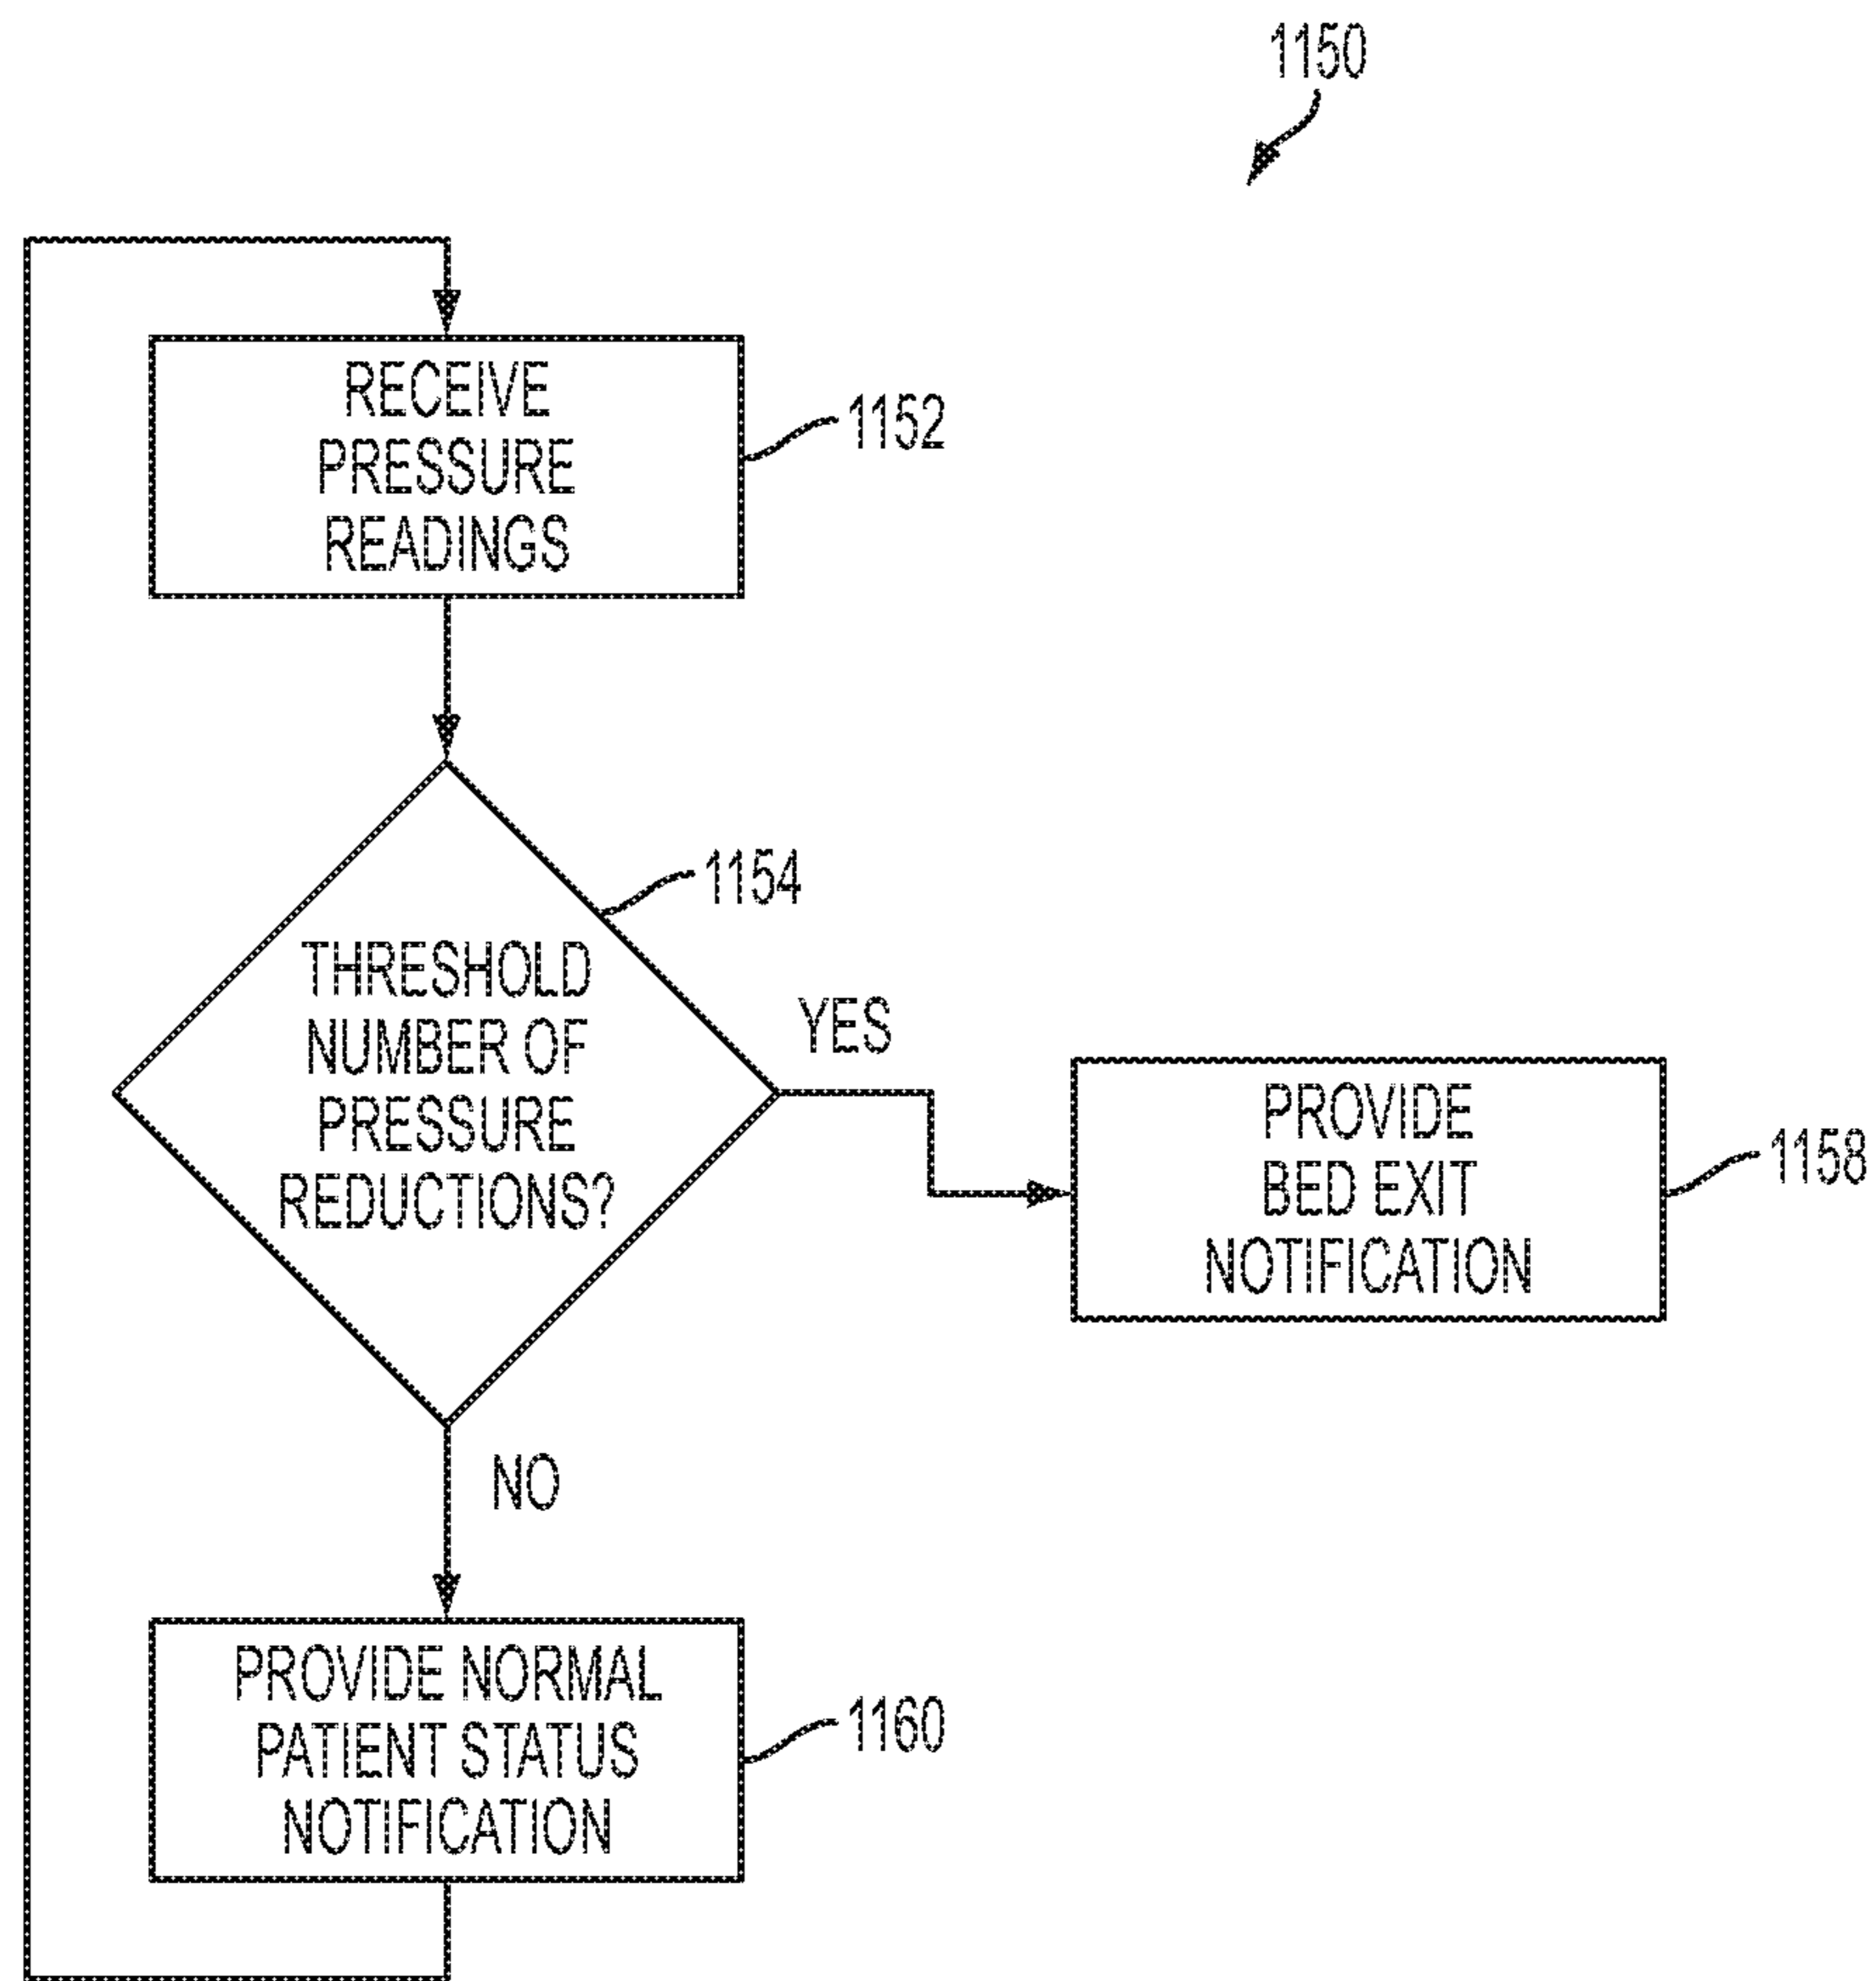 1150
RECEIVE
PRESSURE
READINGS
1152
1154
THRESHOLD
NUMBER OF
PRESSURE
REDUCTIONS?
YES
PROVIDE
BED EXIT
NOTIFICATION
1158
NO
PROVIDE NORMAL
PATIENT STATUS
NOTIFICATION
1160